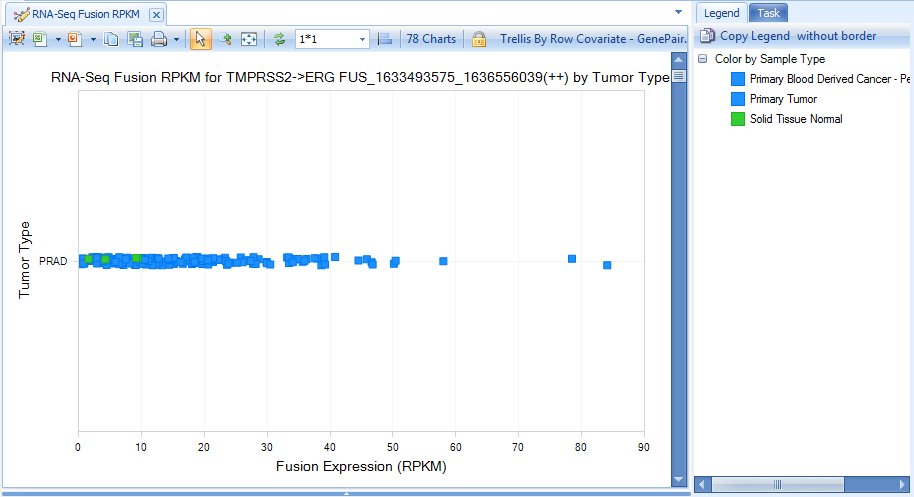 RNA-Seq Fusion RPKM
1*1
78 Charts
Trellis By Row Covariate - GenePair.
RNA-Seq Fusion RPKM for TMPRSS2->ERG FUS_1633493575_1636556039(++) by Tumor Type
Tumor Type
PRAD
0 10 20 30 40 50 60 70 80 90
Fusion Expression (RPKM)
Legend
Task
Copy Legend without border
Color by Sample Type
Primary Blood Derived Cancer - Pe
Primary Tumor
Solid Tissue Normal